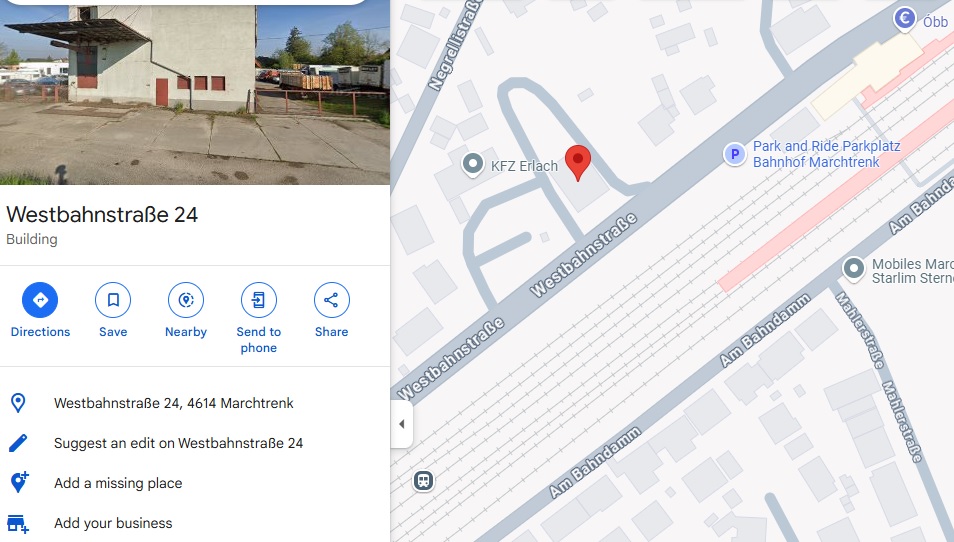 Westbahnstraße 24
Building
Directions
Save
Nearby
Send to
phone
Share
Westbahnstraße 24, 4614 Marchtrenk
Suggest an edit on Westbahnstraße 24
Add a missing place
Add your business
Negrellistraße
€
Öbb
KFZ Erlach
P
Park and Ride Parkplatz
Bahnhof Marchtrenk
Westbahnstraße
Westbahnstraße
Am Bahnda
Mobiles Marc
Starlim Stern
Am Bahndamm
Mahlerstraße
Mahlerstraße
Am Bahndamm